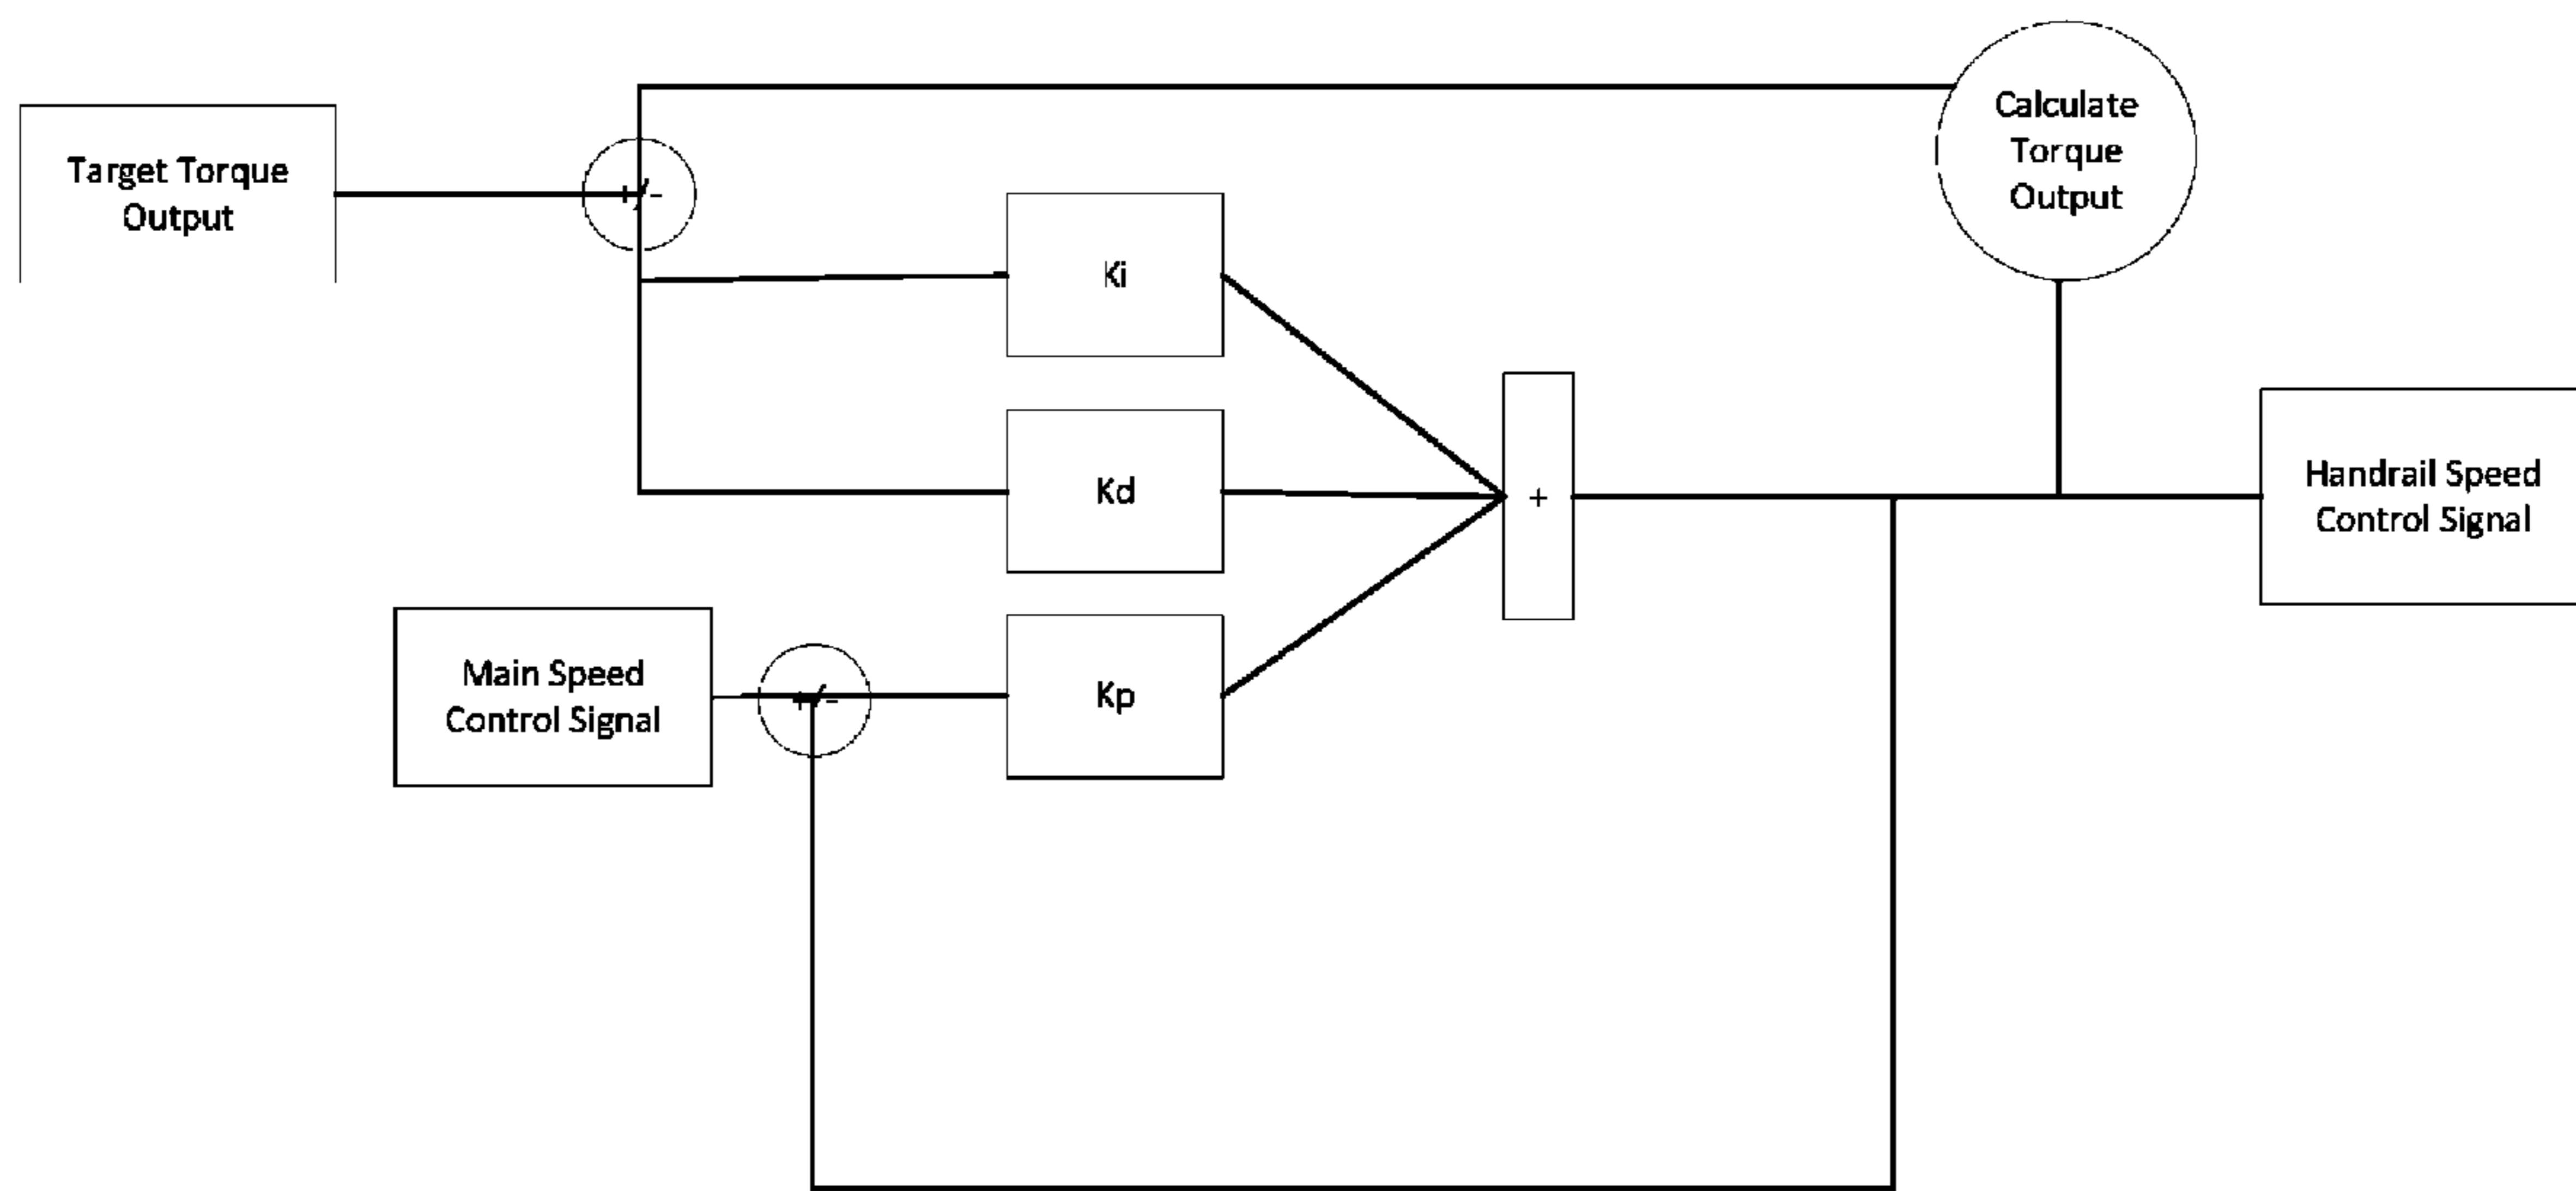 Calculate
Torque
Output
Target Torque
Output
+/-
Ki
Kd
+
Handrail Speed
Control Signal
Main Speed
Control Signal
+/-
Kp